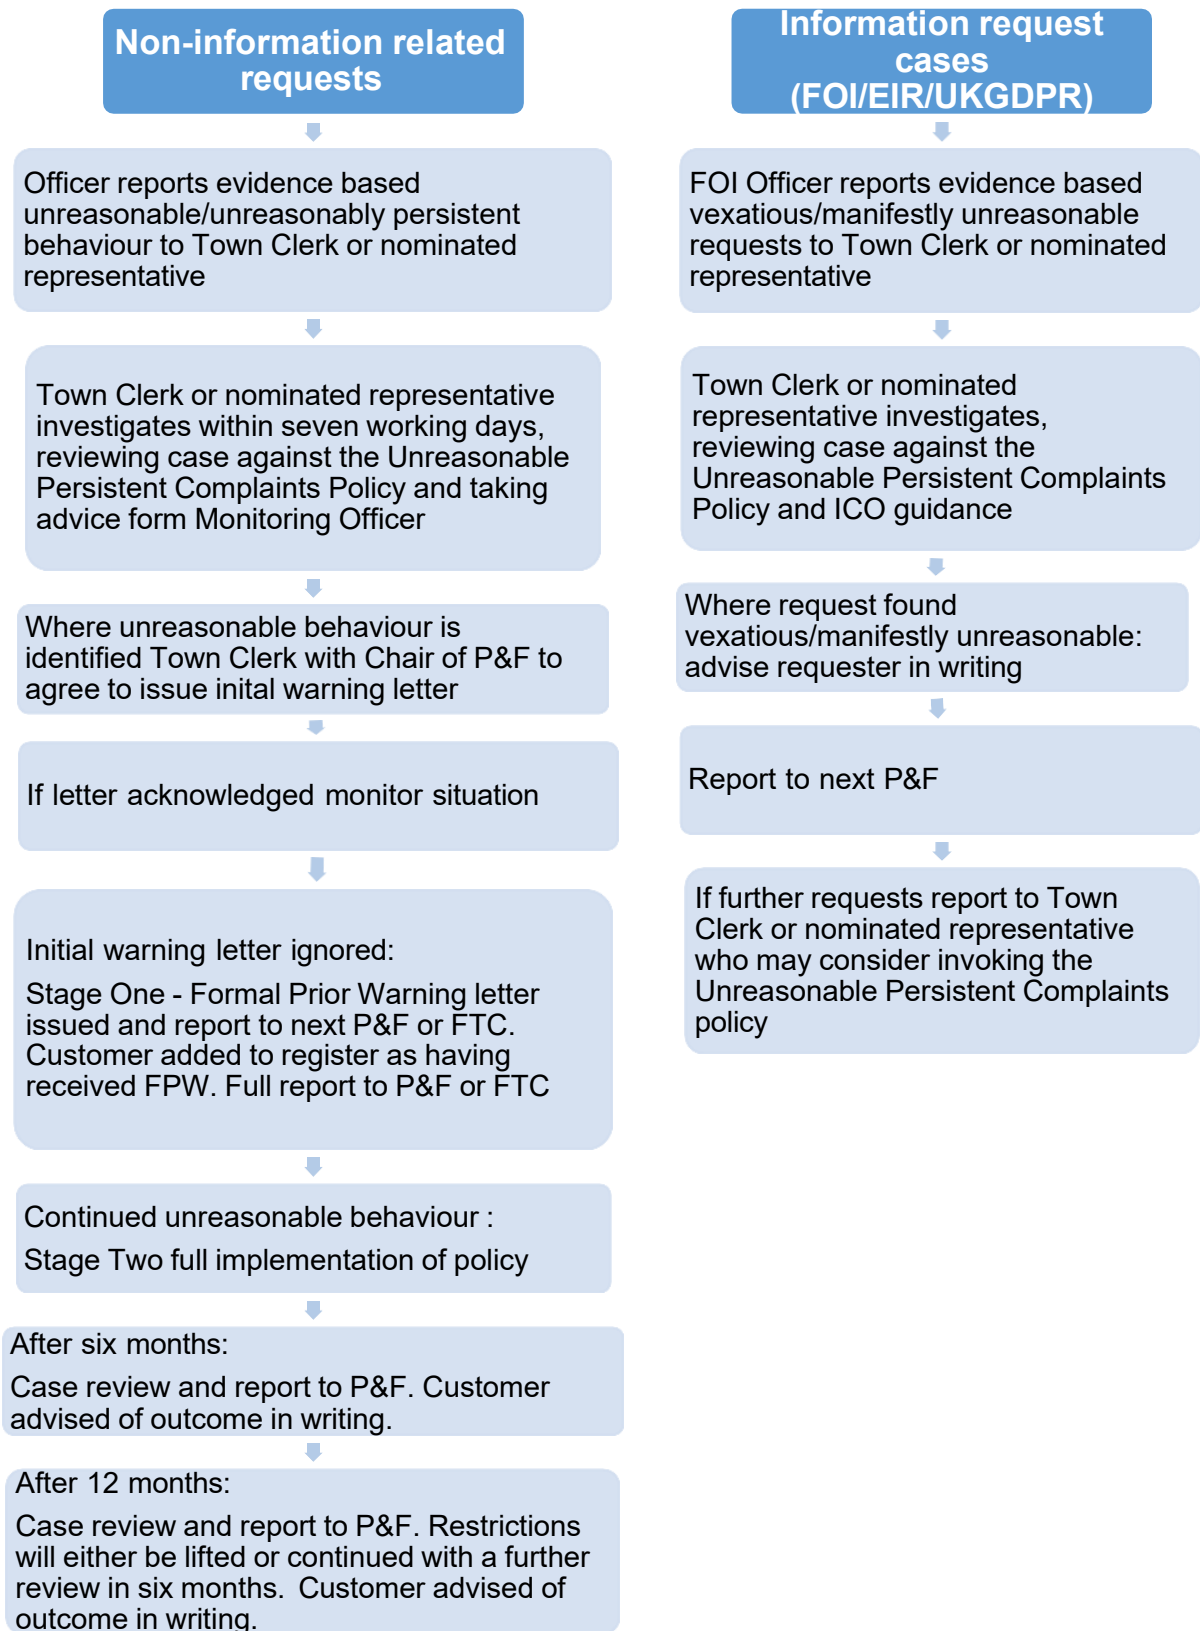 Non-information related
requests
Officer reports evidence based
unreasonable/unreasonably persistent
behaviour to Town Clerk or nominated
representative
Town Clerk or nominated representative
investigates within seven working days,
reviewing case against the Unreasonable
Persistent Complaints Policy and taking
advice form Monitoring Officer
Where unreasonable behaviour is
identified Town Clerk with Chair of P&F to
agree to issue inital warning letter
If letter acknowledged monitor situation
Initial warning letter ignored:
Stage One - Formal Prior Warning letter
issued and report to next P&F or FTC.
Customer added to register as having
received FPW. Full report to P&F or FTC
Continued unreasonable behaviour :
Stage Two full implementation of policy
After six months:
Case review and report to P&F. Customer
advised of outcome in writing.
After 12 months:
Case review and report to P&F. Restrictions
will either be lifted or continued with a further
review in six months.  Customer advised of
outcome in writing.
Information request
cases
(FOI/EIR/UKGDPR)
FOI Officer reports evidence based
vexatious/manifestly unreasonable
requests to Town Clerk or nominated
representative
Town Clerk or nominated
representative investigates,
reviewing case against the
Unreasonable Persistent Complaints
Policy and ICO guidance
Where request found
vexatious/manifestly unreasonable:
advise requester in writing
Report to next P&F
If further requests report to Town
Clerk or nominated representative
who may consider invoking the
Unreasonable Persistent Complaints
policy